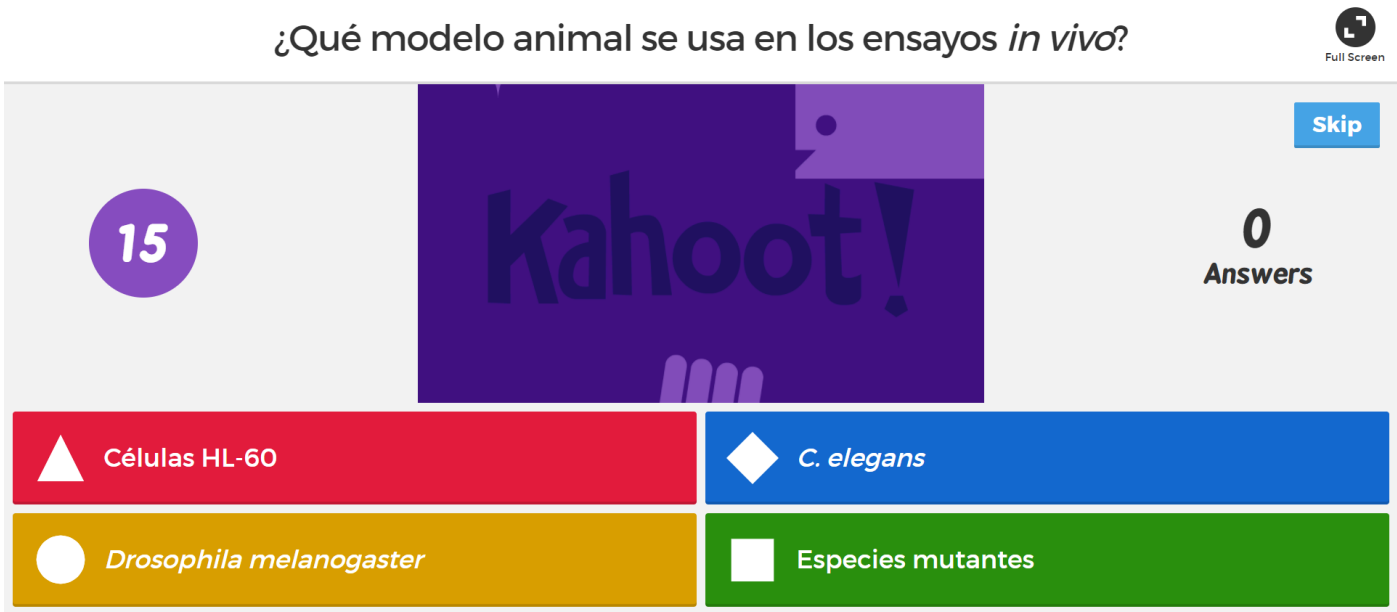 ¿Qué modelo animal se usa en los ensayos in vivo?
Full Screen
Skip
15
Kahoot!
0
Answers
Células HL-60
C. elegans
Drosophila melanogaster
Especies mutantes